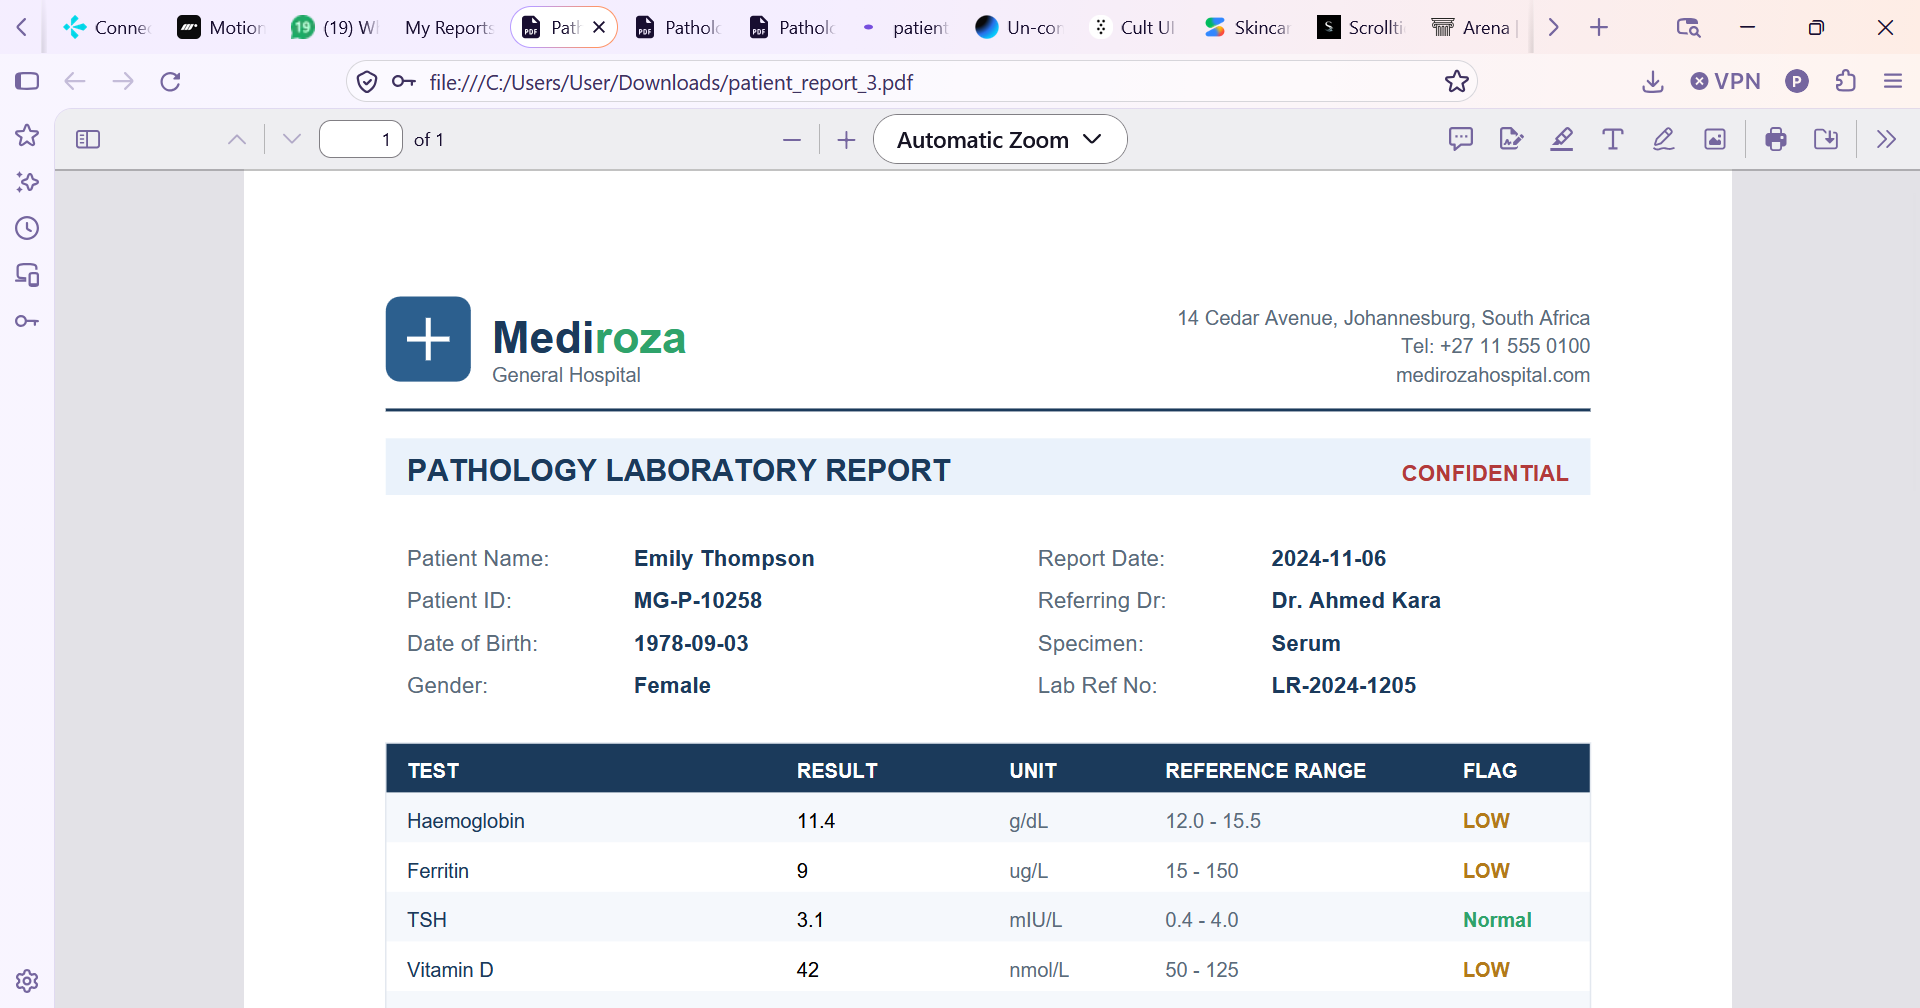 Connec
Motion
19
(19) W
My Reports
Path
Patholo
Patholo
patient
Un-cor
Cult UI
Skincar
S
Scrollti
Arena |
file:///C:/Users/User/Downloads/patient_report_3.pdf
VPN
P
1 of 1
Automatic Zoom
Mediroza
General Hospital
14 Cedar Avenue, Johannesburg, South Africa
Tel: +27 11 555 0100
medirozahospital.com
PATHOLOGY LABORATORY REPORT CONFIDENTIAL
Patient Name: Emily Thompson Report Date: 2024-11-06
Patient ID: MG-P-10258 Referring Dr: Dr. Ahmed Kara
Date of Birth: 1978-09-03 Specimen: Serum
Gender: Female Lab Ref No: LR-2024-1205
TEST RESULT UNIT REFERENCE RANGE FLAG
Haemoglobin 11.4 g/dL 12.0 - 15.5 LOW
Ferritin 9 ug/L 15 - 150 LOW
TSH 3.1 mIU/L 0.4 - 4.0 Normal
Vitamin D 42 nmol/L 50 - 125 LOW